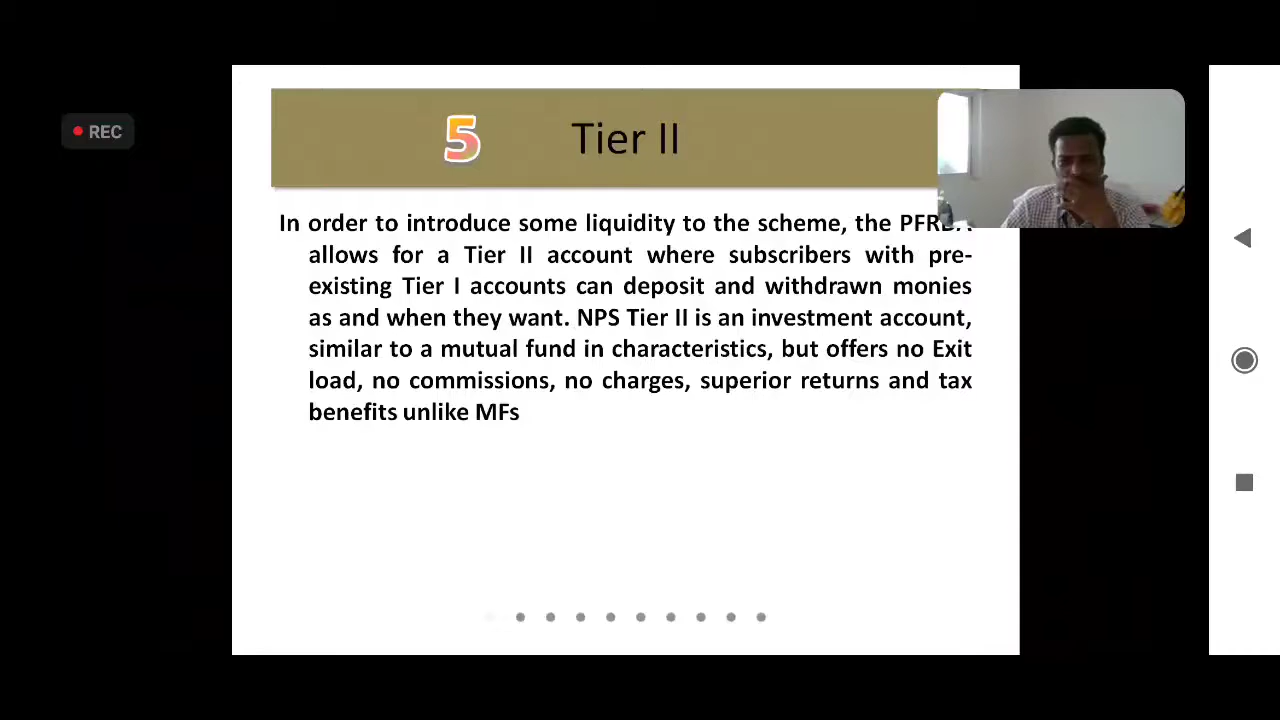 REC
5 Tier II
In order to introduce some liquidity to the scheme, the
allows for a Tier II account where subscribers with pre-
existing Tier I accounts can deposit and withdrawn monies
as and when they want. NPS Tier II is an investment account,
similar to a mutual fund in characteristics, but offers no Exit
load, no commissions, no charges, superior returns and tax
benefits unlike MFs